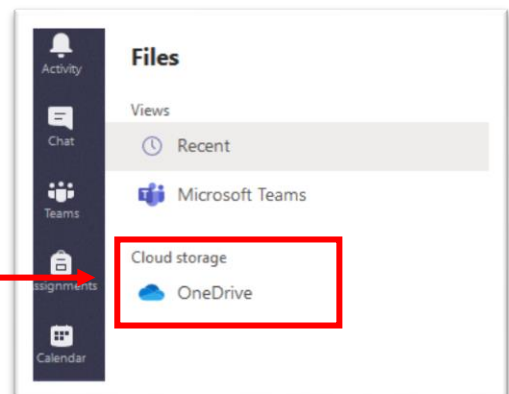 Activity
Chat
Teams
ssignments
Calendar
Files
Views
Recent
Microsoft Teams
Cloud storage
OneDrive